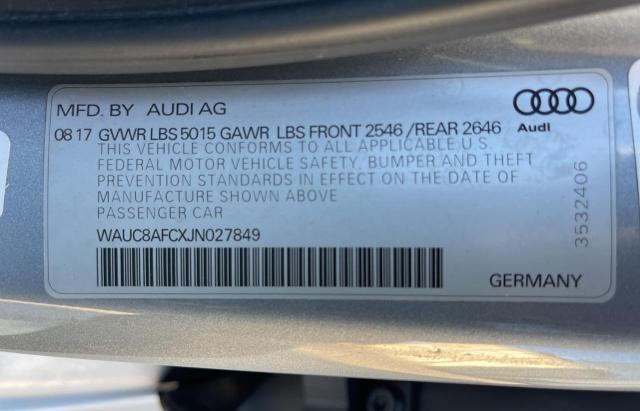 MFD. BY AUDI AG
08 17 GVWR LBS 5015 GAWR LBS FRONT 2546 /REAR 2646
Audi
THIS VEHICLE CONFORMS TO ALL APPLICABLE U.S.
FEDERAL MOTOR VEHICLE SAFETY, BUMPER AND THEFT
PREVENTION STANDARDS IN EFFECT ON THE DATE OF
MANUFACTURE SHOWN ABOVE
PASSENGER CAR
WAUC8AFCXJN027849
GERMANY
3532406